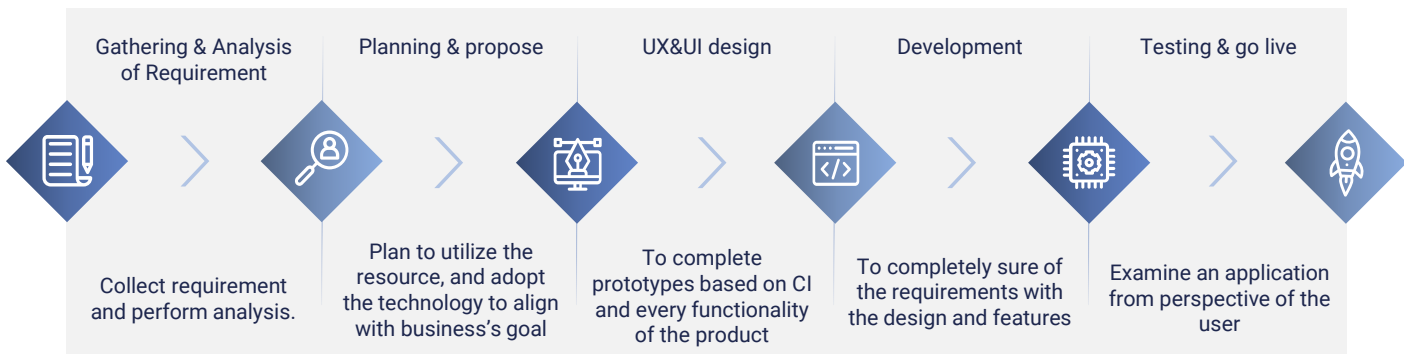 Gathering & Analysis
of Requirement
Planning & propose
UX&UI design
Development
Testing & go live
</>
Collect requirement
and perform analysis.
Plan to utilize the
resource, and adopt
the technology to align
with business's goal
To complete
prototypes based on CI
and every functionality
of the product
To completely sure of
the requirements with
the design and features
Examine an application
from perspective of the
user